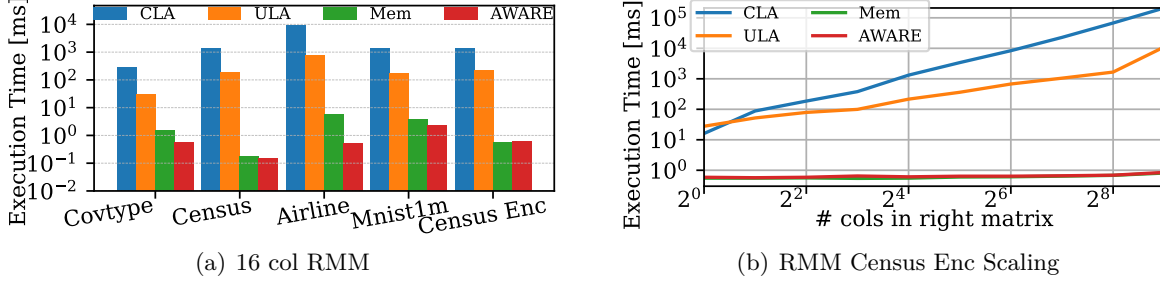 CLA ULA Mem AWARE
Execution Time [ms]
10^4
10^3
10^2
10^1
10^0
10^-1
10^-2
Covtype Census Airline Mnist1m Census Enc
(a) 16 col RMM
CLA Mem
ULA AWARE
Execution Time [ms]
10^5
10^4
10^3
10^2
10^1
10^0
2^0 2^2 2^4 2^6 2^8
# cols in right matrix
(b) RMM Census Enc Scaling